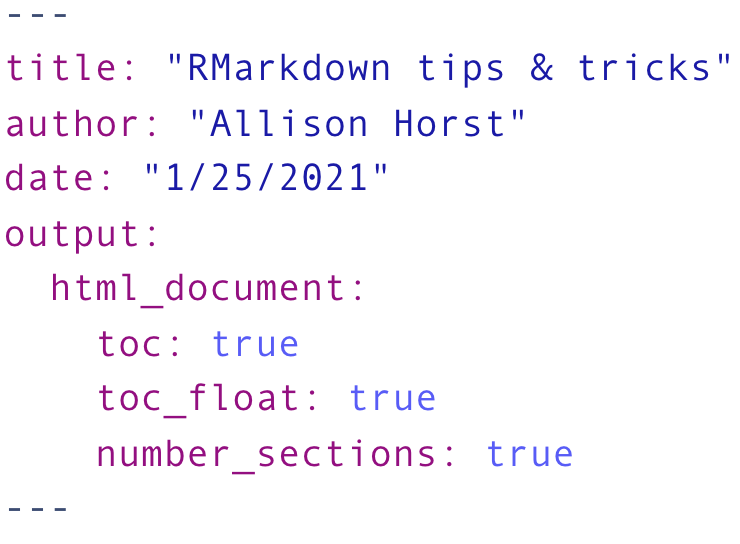 ---
title: "RMarkdown tips & tricks"
author: "Allison Horst"
date: "1/25/2021"
output:
  html_document:
    toc: true
    toc_float: true
    number_sections: true
---